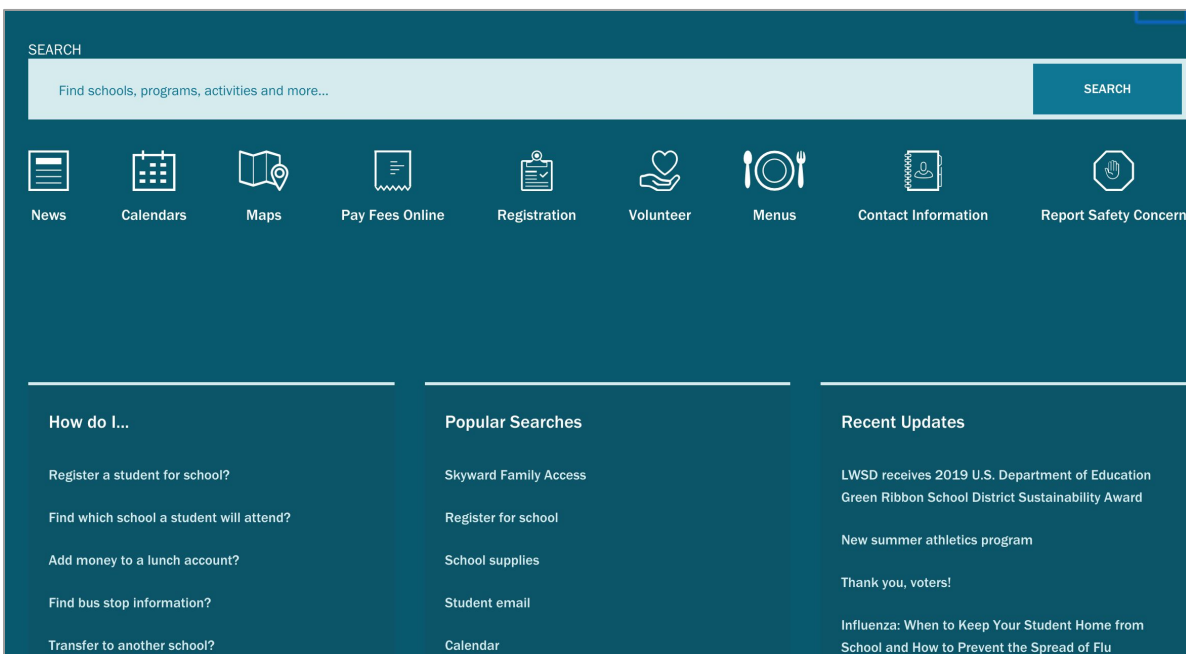 SEARCH
Find schools, programs, activities and more...
SEARCH
News
Calendars
Maps
Pay Fees Online
Registration
Volunteer
Menus
Contact Information
Report Safety Concern
How do I...
Register a student for school?
Find which school a student will attend?
Add money to a lunch account?
Find bus stop information?
Transfer to another school?
Popular Searches
Skyward Family Access
Register for school
School supplies
Student email
Calendar
Recent Updates
LWSD receives 2019 U.S. Department of Education
Green Ribbon School District Sustainability Award
New summer athletics program
Thank you, voters!
Influenza: When to Keep Your Student Home from
School and How to Prevent the Spread of Flu